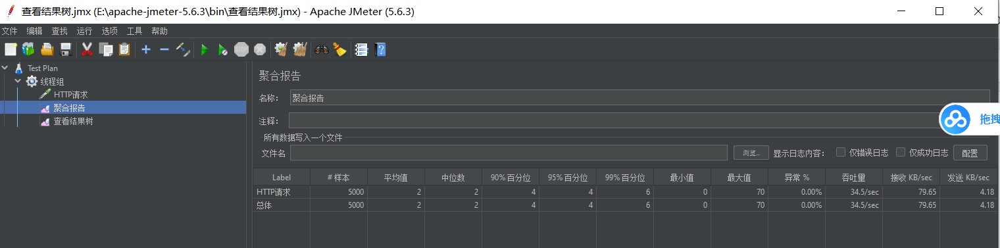 查看结果树.jmx (E:\apache-jmeter-5.6.3\bin\查看结果树.jmx) - Apache JMeter (5.6.3)
文件 编辑 查找 运行 选项 工具 帮助
STOP
Test Plan
线程组
HTTP请求
聚合报告
查看结果树
聚合报告
名称: 聚合报告
注释:
拖拽
所有数据写入一个文件
文件名 浏览... 显示日志内容: 仅错误日志 仅成功日志 配置
Label # 样本 平均值 中位数 90% 百分位 95% 百分位 99% 百分位 最小值 最大值 异常 % 吞吐量 接收 KB/sec 发送 KB/sec
HTTP请求 5000 2 2 4 4 6 0 70 0.00% 34.5/sec 79.65 4.18
总体 5000 2 2 4 4 6 0 70 0.00% 34.5/sec 79.65 4.18